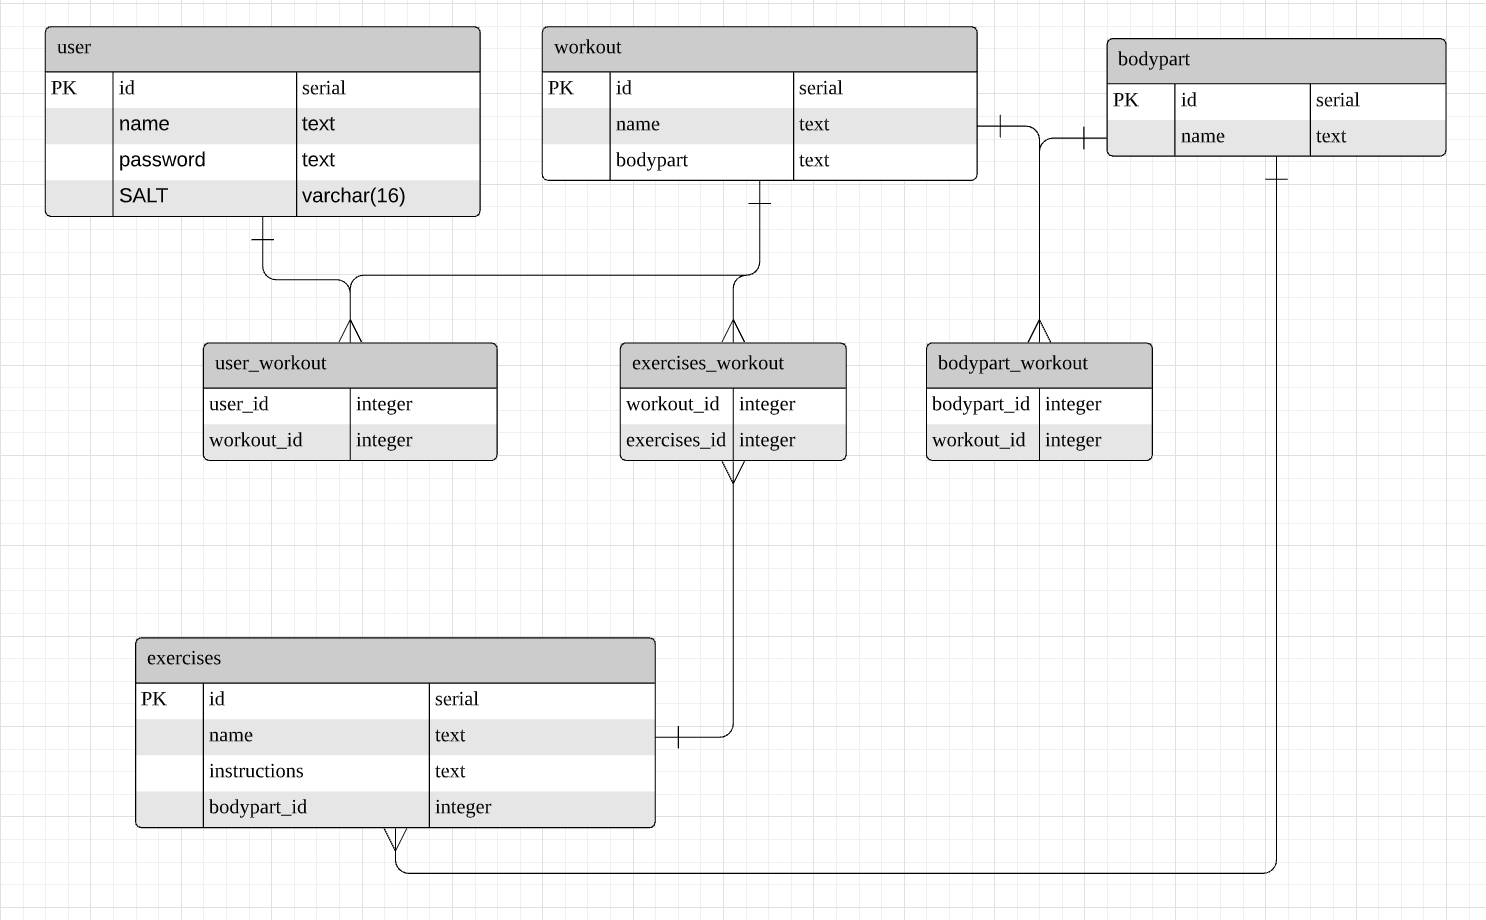 user
PK id serial
name text
password text
SALT varchar(16)
workout
PK id serial
name text
bodypart text
bodypart
PK id serial
name text
user_workout
user_id integer
workout_id integer
exercises_workout
workout_id integer
exercises_id integer
bodypart_workout
bodypart_id integer
workout_id integer
exercises
PK id serial
name text
instructions text
bodypart_id integer